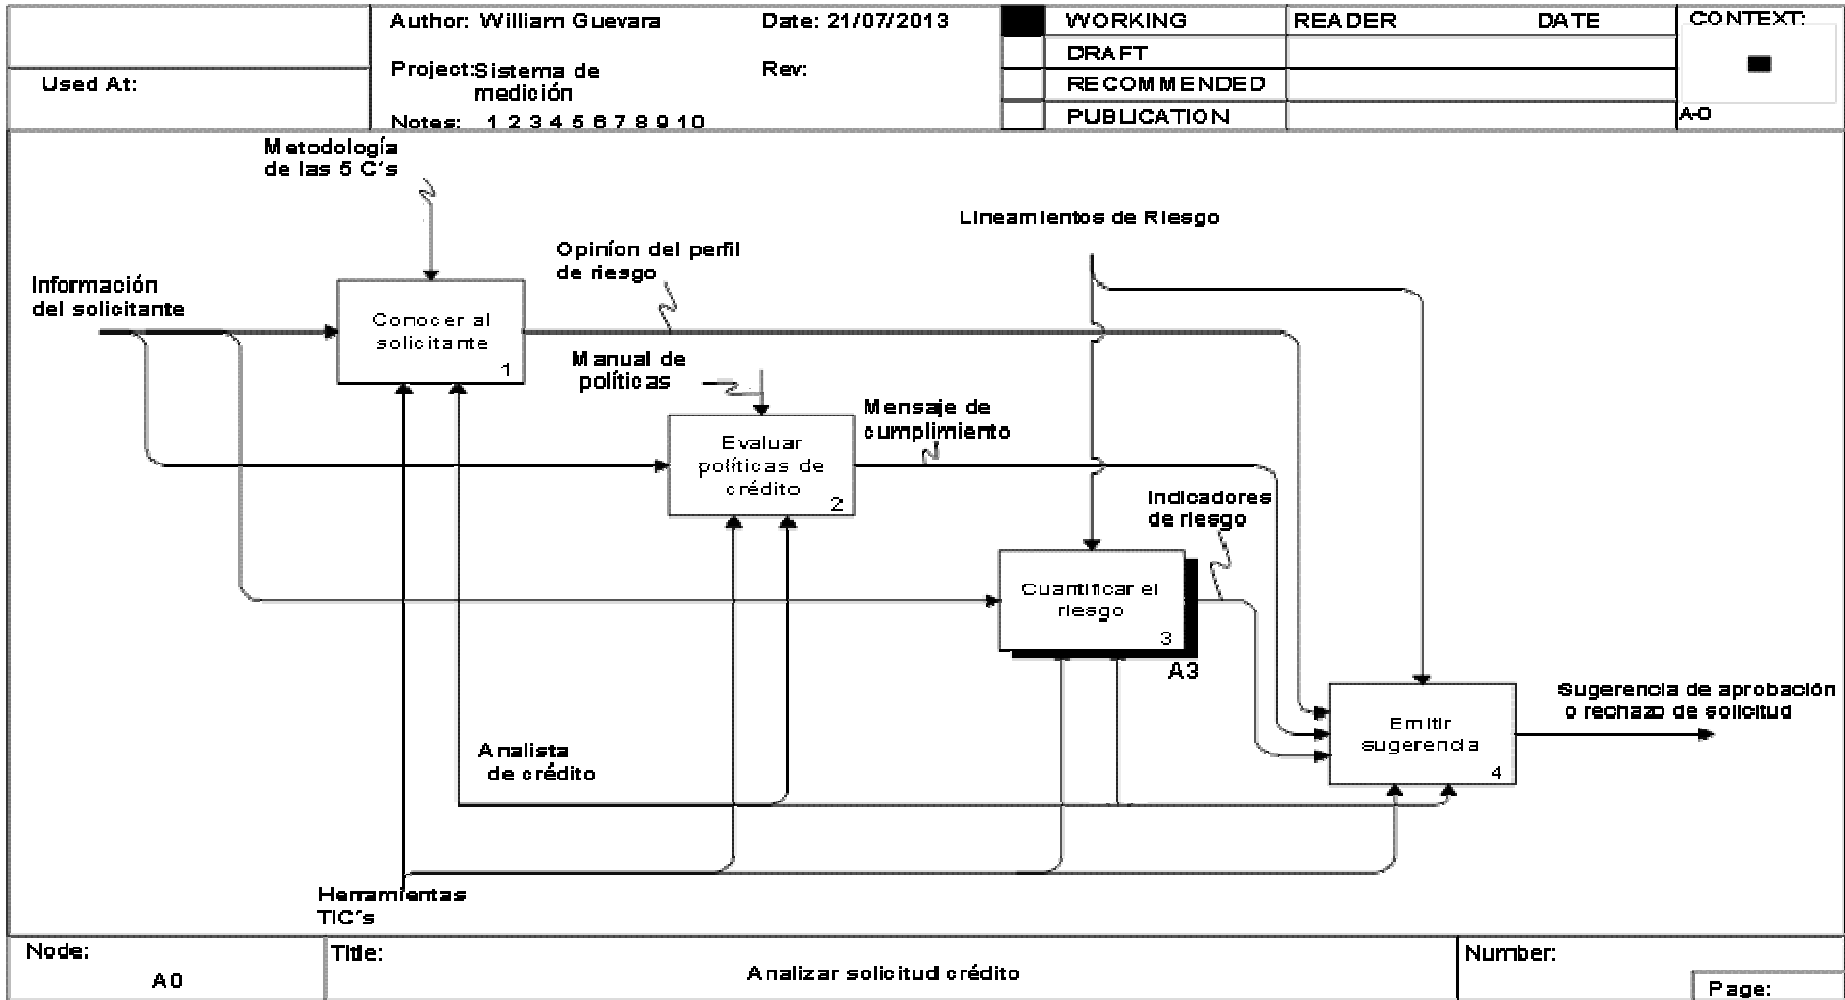 Used At:
Author: William Guevara
Date: 21/07/2013
Project: Sistema de
medición
Rev:
Notes: 1 2 3 4 5 6 7 8 9 10
WORKING
DRAFT
RECOMMENDED
PUBLICATION
READER
DATE
CONTEXT:
A-0
Metodología
de las 5 C´s
Lineamientos de Riesgo
Opiníon del perfil
de riesgo
Información
del solicitante
Conocer al
solicitante
1
Manual de
políticas
Evaluar
políticas de
crédito
2
Mensaje de
cumplimiento
Indicadores
de riesgo
Cuantificar el
riesgo
3
A3
Emitir
sugerencia
4
Sugerencia de aprobación
o rechazo de solicitud
Analista
de crédito
Herramientas
TIC´s
Node:
A0
Title:
Analizar solicitud crédito
Number:
Page: